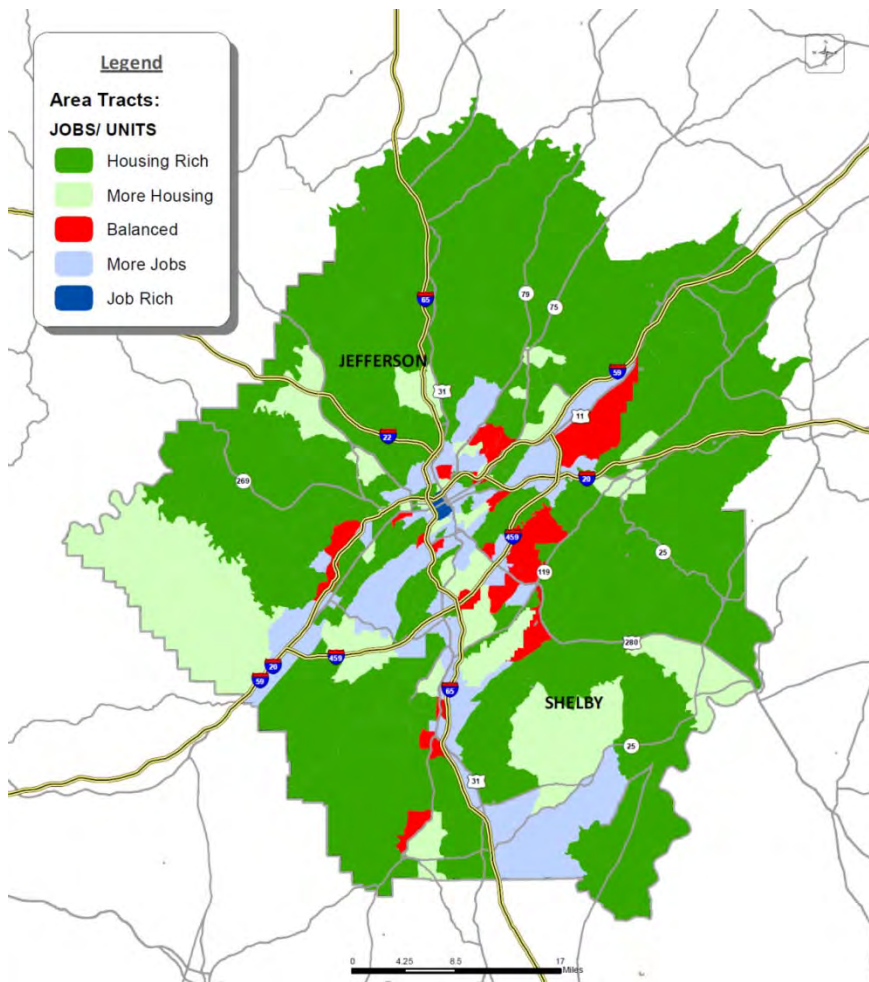 Legend
Area Tracts:
JOBS/ UNITS
Housing Rich
More Housing
Balanced
More Jobs
Job Rich
65
79
75
JEFFERSON
59
31
11
22
269
20
459
25
119
280
459
20
59
65
SHELBY
25
31
0 4.25 8.5 17
Miles